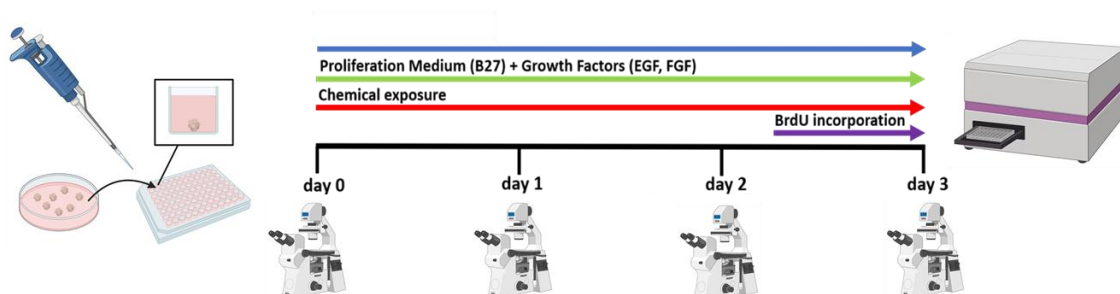 Proliferation Medium (B27) + Growth Factors (EGF, FGF)
Chemical exposure
BrdU incorporation
day 0
day 1
day 2
day 3